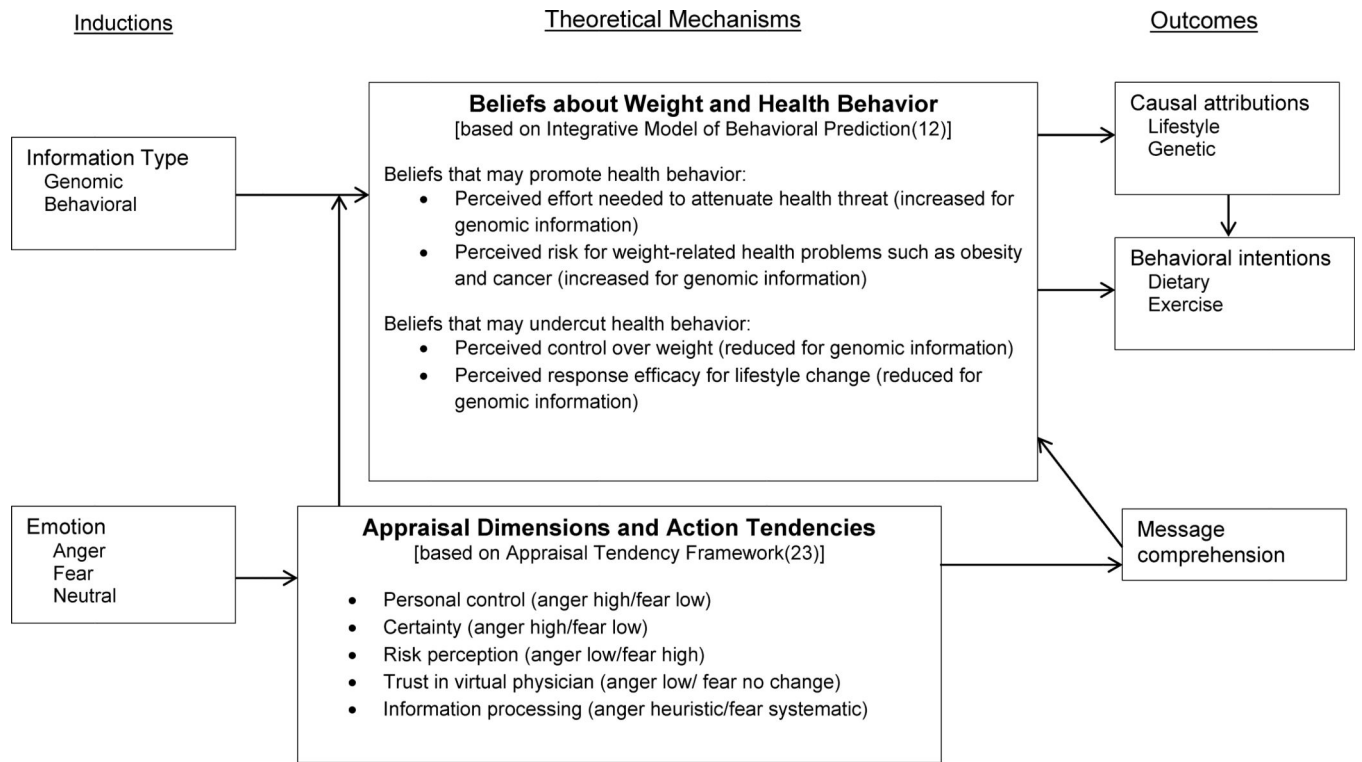 Inductions
Theoretical Mechanisms
Outcomes
Information Type
Genomic
Behavioral
Beliefs about Weight and Health Behavior
[based on Integrative Model of Behavioral Prediction(12)]
Beliefs that may promote health behavior:
• Perceived effort needed to attenuate health threat (increased for
genomic information)
• Perceived risk for weight-related health problems such as obesity
and cancer (increased for genomic information)
Beliefs that may undercut health behavior:
• Perceived control over weight (reduced for genomic information)
• Perceived response efficacy for lifestyle change (reduced for
genomic information)
Causal attributions
Lifestyle
Genetic
Behavioral intentions
Dietary
Exercise
Emotion
Anger
Fear
Neutral
Appraisal Dimensions and Action Tendencies
[based on Appraisal Tendency Framework(23)]
• Personal control (anger high/fear low)
• Certainty (anger high/fear low)
• Risk perception (anger low/fear high)
• Trust in virtual physician (anger low/ fear no change)
• Information processing (anger heuristic/fear systematic)
Message
comprehension